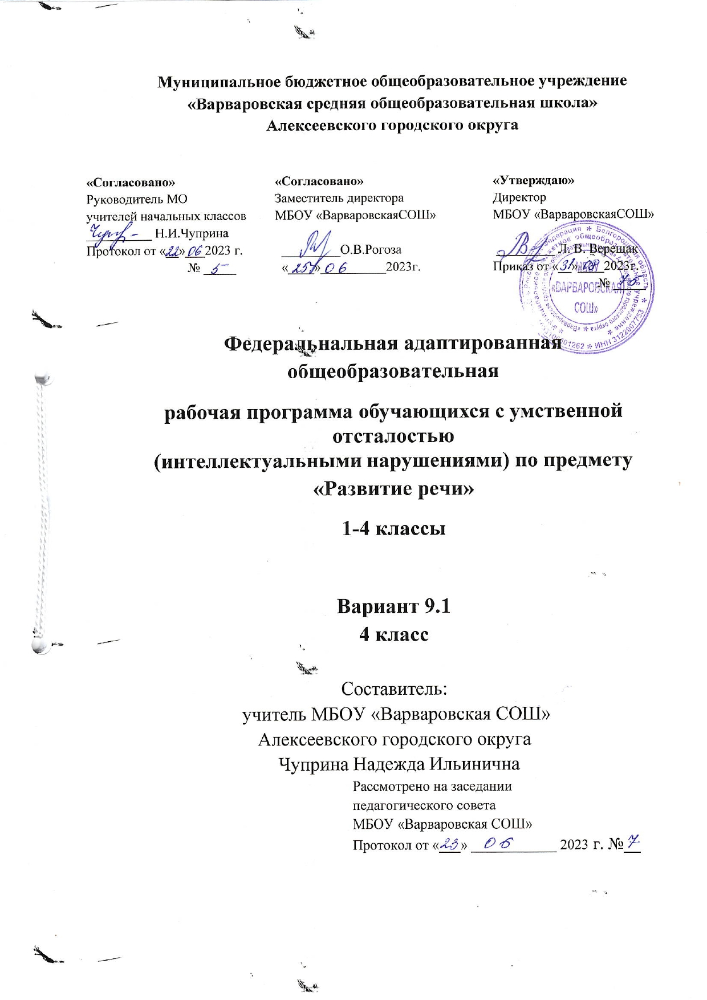 Муниципальное бюджетное общеобразовательное учреждение
«Варваровская средняя общеобразовательная школа»
Алексеевского городского округа
«Согласовано»
Руководитель МО
учителей начальных классов
Н.И.Чуприна
Протокол от «22» 06 2023 г.
№ 5
«Согласовано»
Заместитель директора
МБОУ «ВарваровскаяСОШ»
О.В.Рогоза
«25» 06 2023г.
«Утверждаю»
Директор
МБОУ «ВарваровскаяСОШ»
Л. В. Верещак
Приказ от «31» 08 2023г.
№ 75
«ВАРВАРОВСКАЯ
СОШ»
ИНН 3122007753
Федеральнальная адаптированная
общеобразовательная
рабочая программа обучающихся с умственной
отсталостью
(интеллектуальными нарушениями) по предмету
«Развитие речи»
1-4 классы
Вариант 9.1
4 класс
Составитель:
учитель МБОУ «Варваровская СОШ»
Алексеевского городского округа
Чуприна Надежда Ильинична
Рассмотрено на заседании
педагогического совета
МБОУ «Варваровская СОШ»
Протокол от «23» 06 2023 г. №7